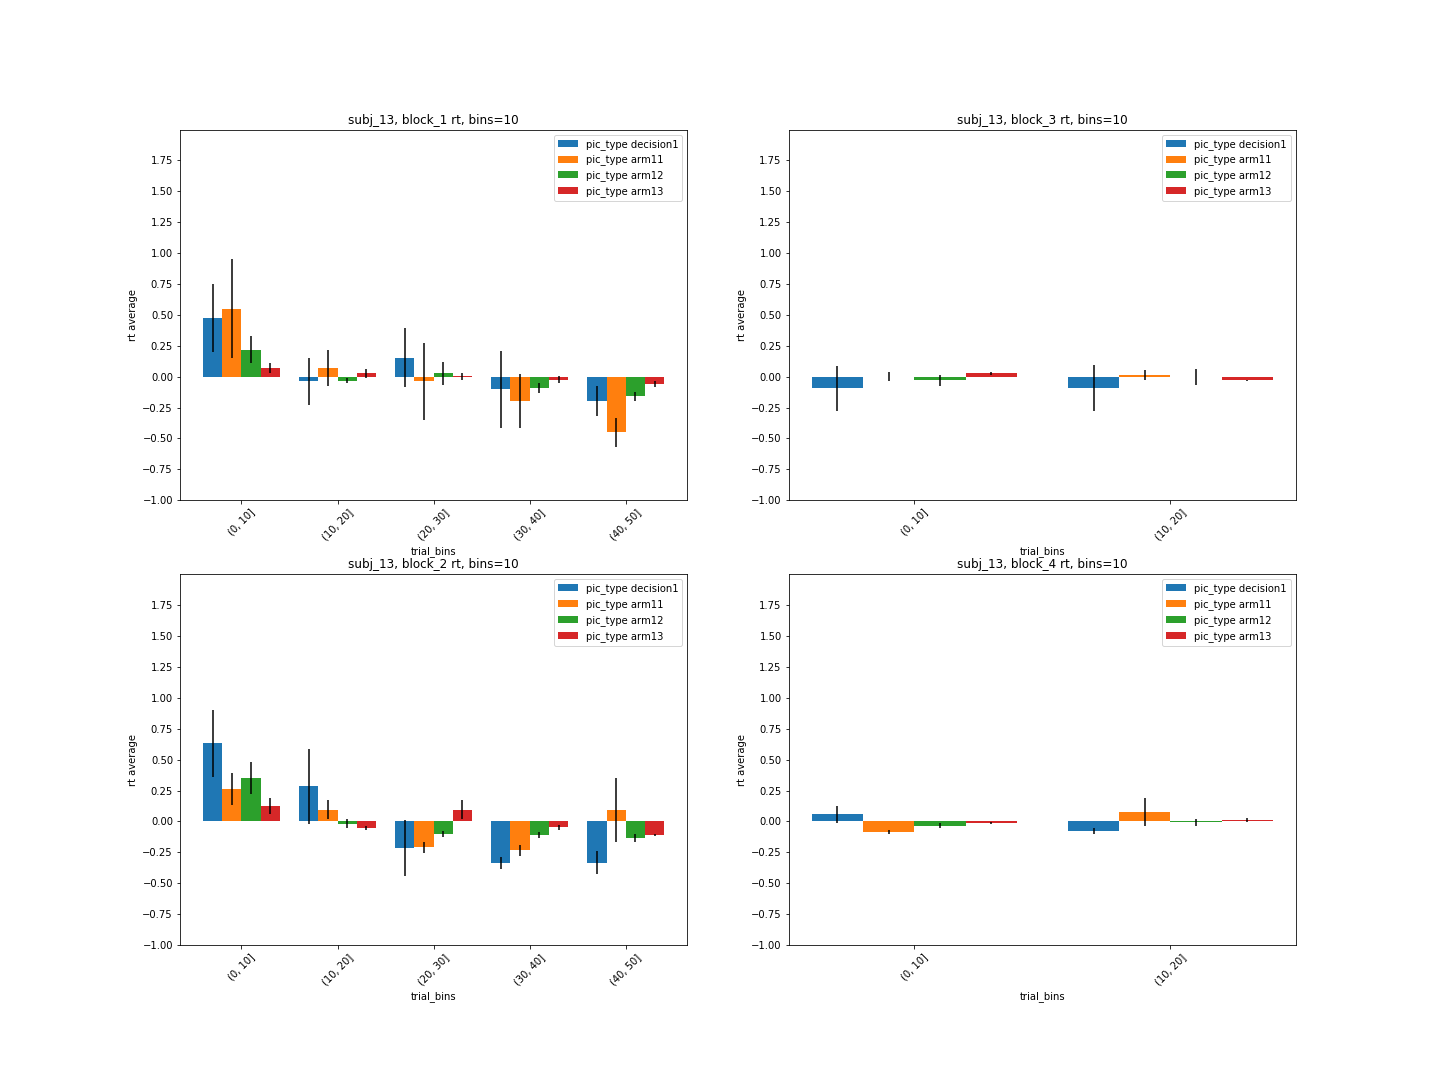 subj_13, block_1 rt, bins=10
pic_type decision1
pic_type arm11
pic_type arm12
pic_type arm13
1.75
1.50
1.25
1.00
0.75
0.50
0.25
0.00
−0.25
−0.50
−0.75
−1.00
rt average
(0, 10]
(10, 20]
(20, 30]
(30, 40]
(40, 50]
trial_bins
subj_13, block_3 rt, bins=10
pic_type decision1
pic_type arm11
pic_type arm12
pic_type arm13
1.75
1.50
1.25
1.00
0.75
0.50
0.25
0.00
−0.25
−0.50
−0.75
−1.00
rt average
(0, 10]
(10, 20]
trial_bins
subj_13, block_2 rt, bins=10
pic_type decision1
pic_type arm11
pic_type arm12
pic_type arm13
1.75
1.50
1.25
1.00
0.75
0.50
0.25
0.00
−0.25
−0.50
−0.75
−1.00
rt average
(0, 10]
(10, 20]
(20, 30]
(30, 40]
(40, 50]
trial_bins
subj_13, block_4 rt, bins=10
pic_type decision1
pic_type arm11
pic_type arm12
pic_type arm13
1.75
1.50
1.25
1.00
0.75
0.50
0.25
0.00
−0.25
−0.50
−0.75
−1.00
rt average
(0, 10]
(10, 20]
trial_bins